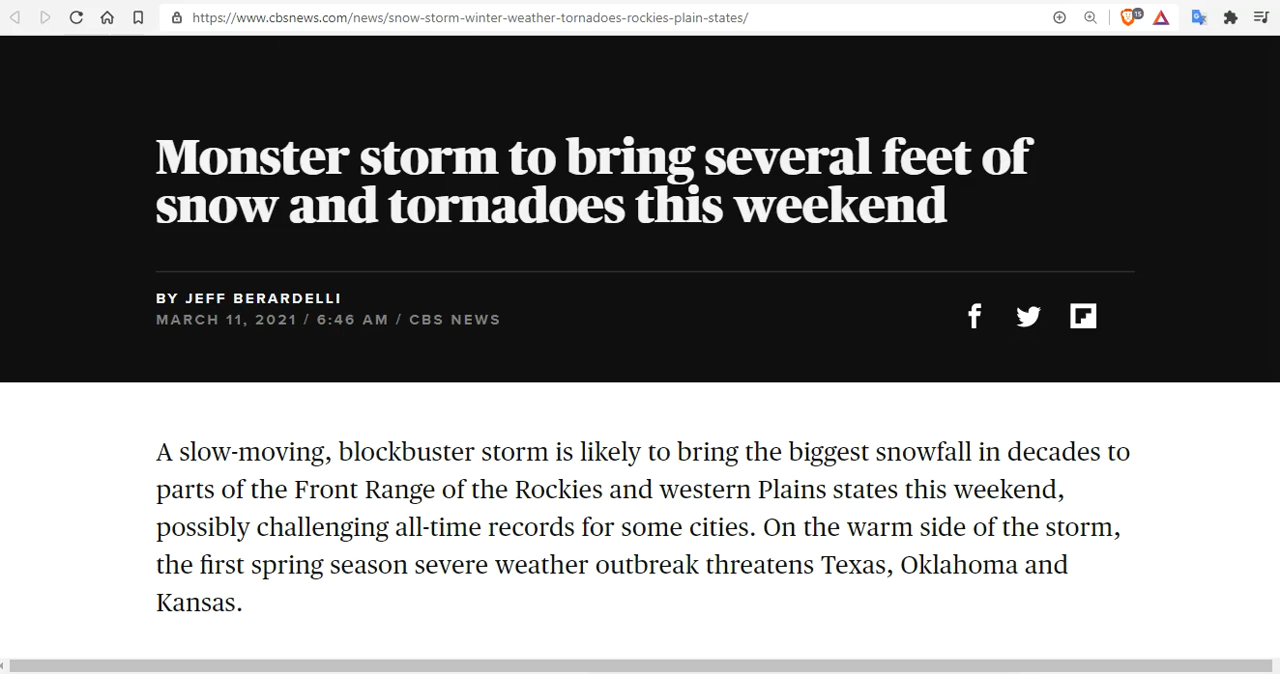 https://www.cbsnews.com/news/snow-storm-winter-weather-tornadoes-rockies-plain-states/
15
Monster storm to bring several feet of
snow and tornadoes this weekend
BY JEFF BERARDELLI
MARCH 11, 2021 / 6:46 AM / CBS NEWS
A slow-moving, blockbuster storm is likely to bring the biggest snowfall in decades to
parts of the Front Range of the Rockies and western Plains states this weekend,
possibly challenging all-time records for some cities. On the warm side of the storm,
the first spring season severe weather outbreak threatens Texas, Oklahoma and
Kansas.